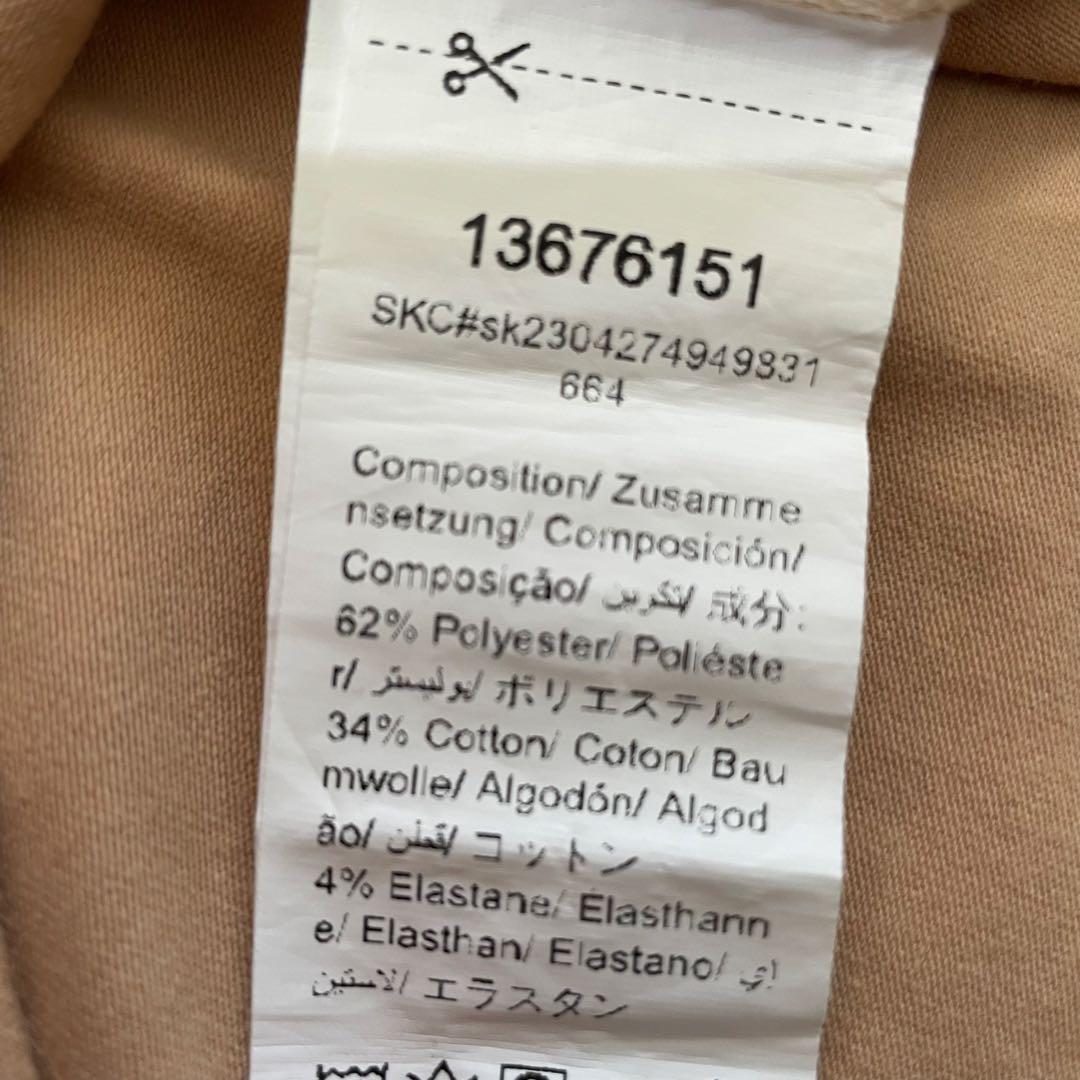 13676151
SKC#sk2304274949831
664
Composition/ Zusamme
nsetzung/ Composición/
Composição/ تكوين/ 成分:
62% Polyester/ Poliéste
r/ بوليستر/ ポリエステル
34% Cotton/ Coton/ Bau
mwolle/ Algodón/ Algod
ão/ قطن/ コットン
4% Elastane/ Élasthann
e/ Elasthan/ Elastano/
الاستين/ エラスタン